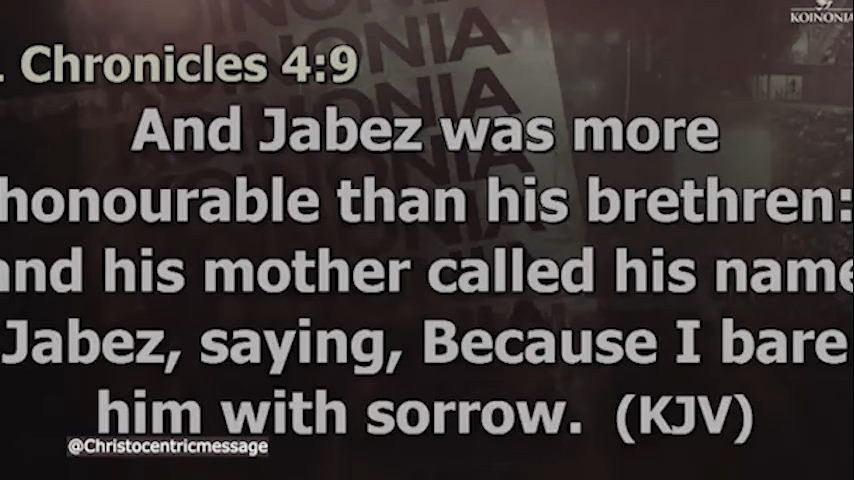 KOINONIA
Chronicles 4:9
And Jabez was more
honourable than his brethren:
and his mother called his name
Jabez, saying, Because I bare
him with sorrow. (KJV)
@Christocentricmessage